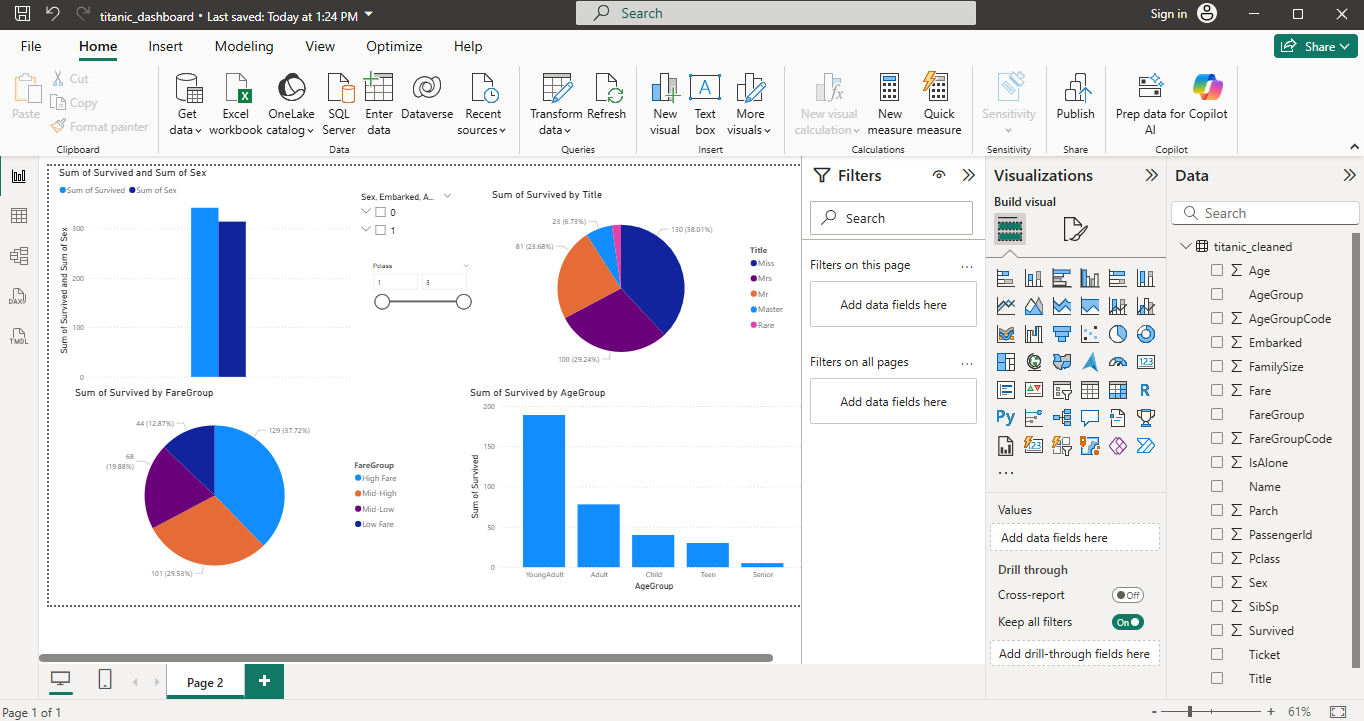 titanic_dashboard • Last saved: Today at 1:24 PM
Search
Sign in
File Home Insert Modeling View Optimize Help
Share
Paste
Cut
Copy
Format painter
Clipboard
Get data
Excel workbook
OneLake catalog
SQL Server
Enter data
Dataverse
Recent sources
Data
Transform data
Refresh
Queries
New visual
Text box
More visuals
Insert
New visual calculation
New measure
Quick measure
Calculations
Sensitivity
Sensitivity
Publish
Share
Prep data for AI
Copilot
Copilot
DAX
TMDL
Sum of Survived and Sum of Sex
Sum of Survived Sum of Sex
Sum of Survived and Sum of Sex
300
200
100
0
Sex, Embarked, A...
0
1
Pclass
1 3
Sum of Survived by Title
23 (6.73%)
130 (38.01%)
81 (23.68%)
100 (29.24%)
Title
Miss
Mrs
Mr
Master
Rare
Sum of Survived by FareGroup
44 (12.87%)
129 (37.72%)
68
(19.88%)
101 (29.53%)
FareGroup
High Fare
Mid-High
Mid-Low
Low Fare
Sum of Survived by AgeGroup
Sum of Survived
200
150
100
50
0
YoungAdult Adult Child Teen Senior
AgeGroup
Filters
Search
Filters on this page ...
Add data fields here
Filters on all pages ...
Add data fields here
Visualizations
Build visual
123
R
Py
123
...
Values
Add data fields here
Drill through
Cross-report Off
Keep all filters On
Add drill-through fields here
Data
Search
titanic_cleaned
Age
AgeGroup
AgeGroupCode
Embarked
FamilySize
Fare
FareGroup
FareGroupCode
IsAlone
Name
Parch
PassengerId
Pclass
Sex
SibSp
Survived
Ticket
Title
Page 2
+
Page 1 of 1
- + 61%